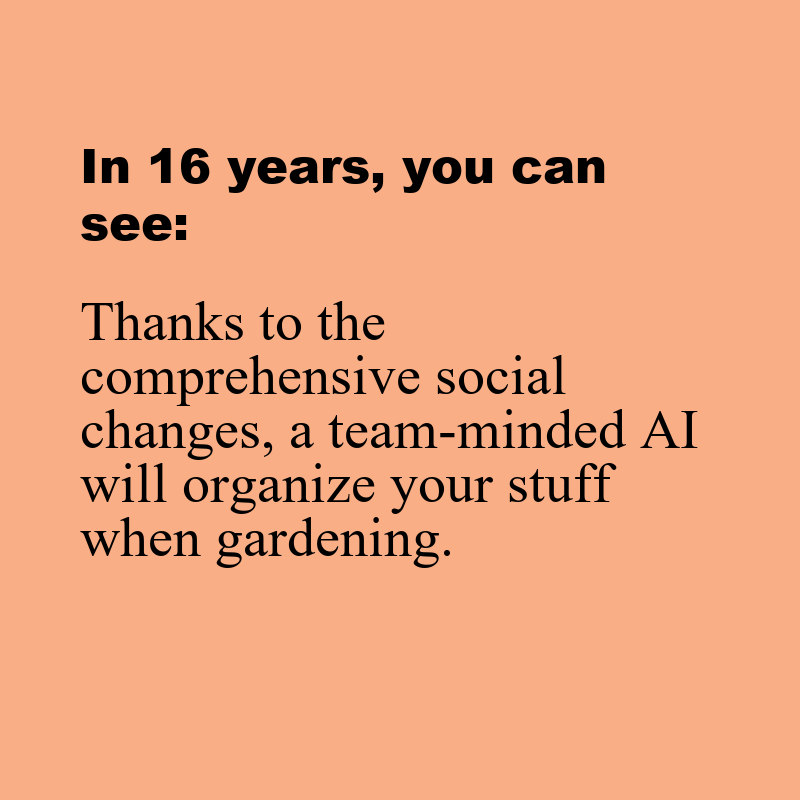 In 16 years, you can
see:
Thanks to the
comprehensive social
changes, a team-minded AI
will organize your stuff
when gardening.